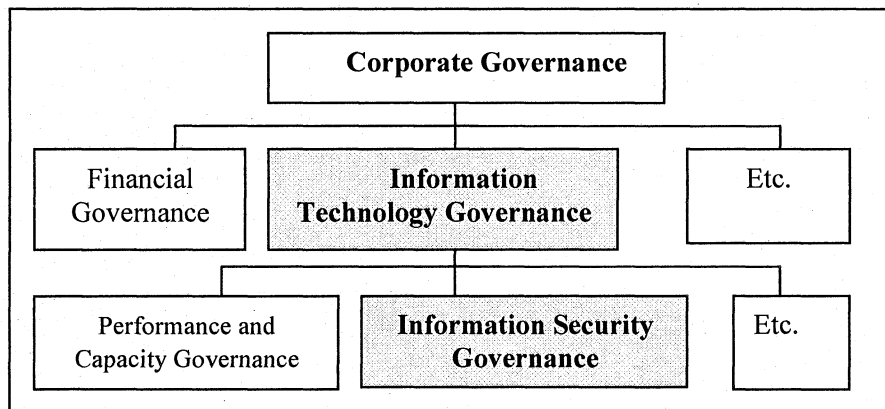 Corporate Governance
Financial
Governance
Information
Technology Governance
Etc.
Performance and
Capacity Governance
Information Security
Governance
Etc.